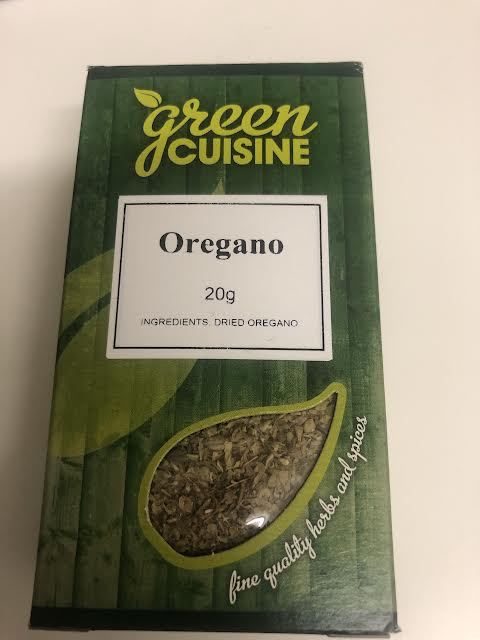 green
CUISINE
Oregano
20g
INGREDIENTS: DRIED OREGANO
fine quality herbs and spices